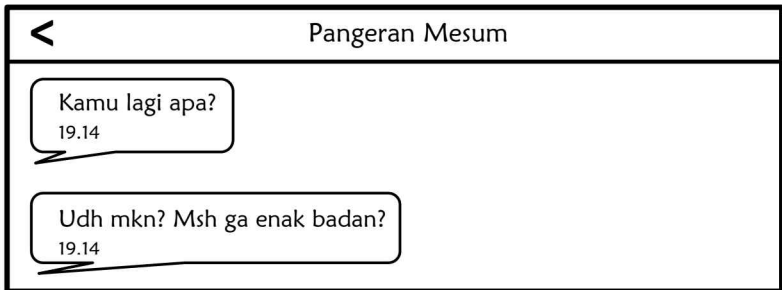 <
Pangeran Mesum
Kamu lagi apa?
19.14
Udh mkn? Msh ga enak badan?
19.14